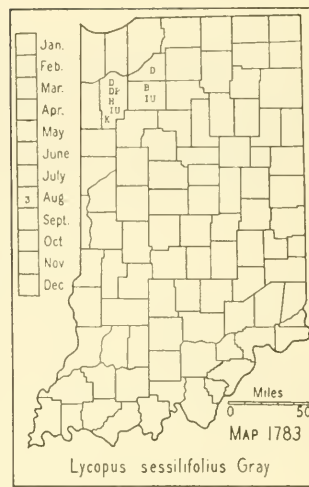 Jan.
Feb.
Mar.
Apr.
May
June
July
3 Aug.
Sept.
Oct
Nov
Dec
D
D
DP
H
IU
K
B
IU
Miles
0 50
MAP 1783
Lycopus sessilifolius Gray